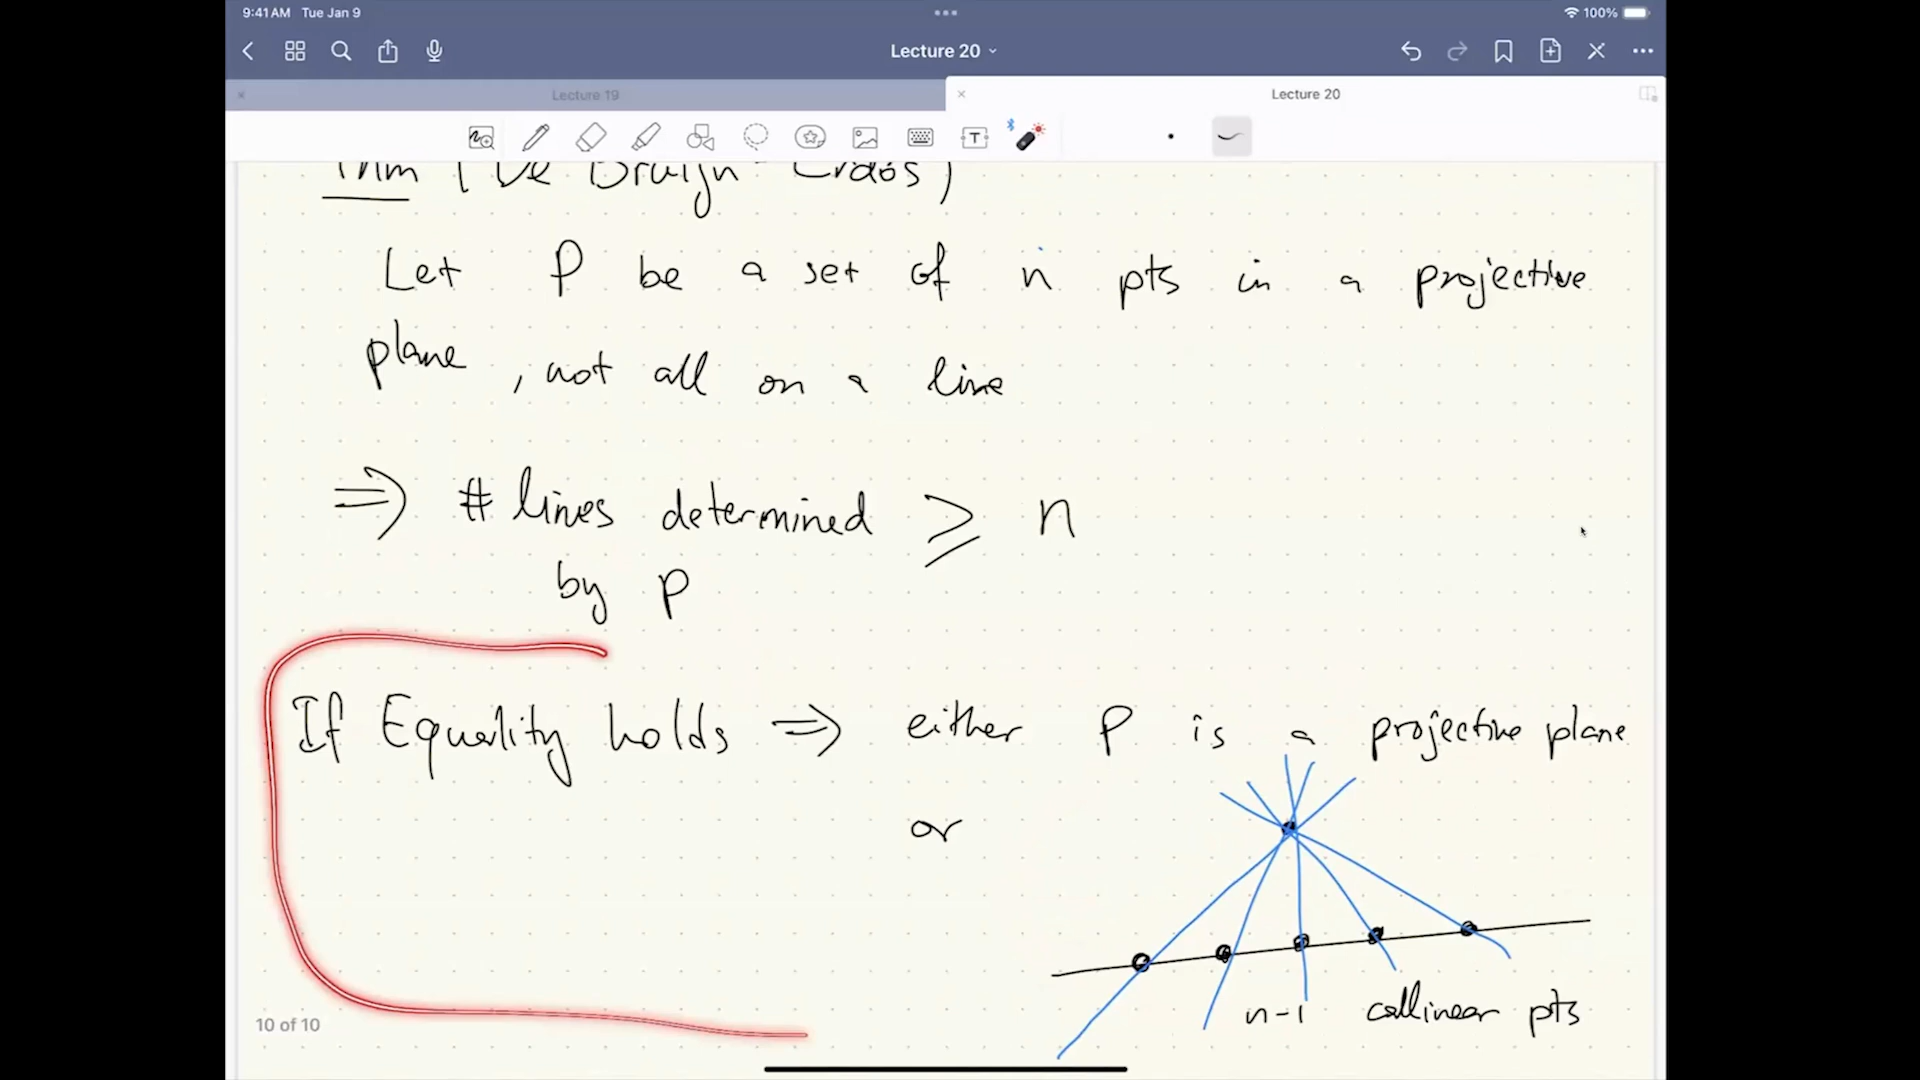 9:41 AM Tue Jan 9
100%
Lecture 20
Lecture 19
Lecture 20
T
Thm (De Bruijn - Erdős)
Let P be a set of n pts in a projective
plane, not all on a line
⇒ # lines determined ≥ n
by P
If Equality holds ⇒ either P is a projective plane
or
n-1 collinear pts
10 of 10